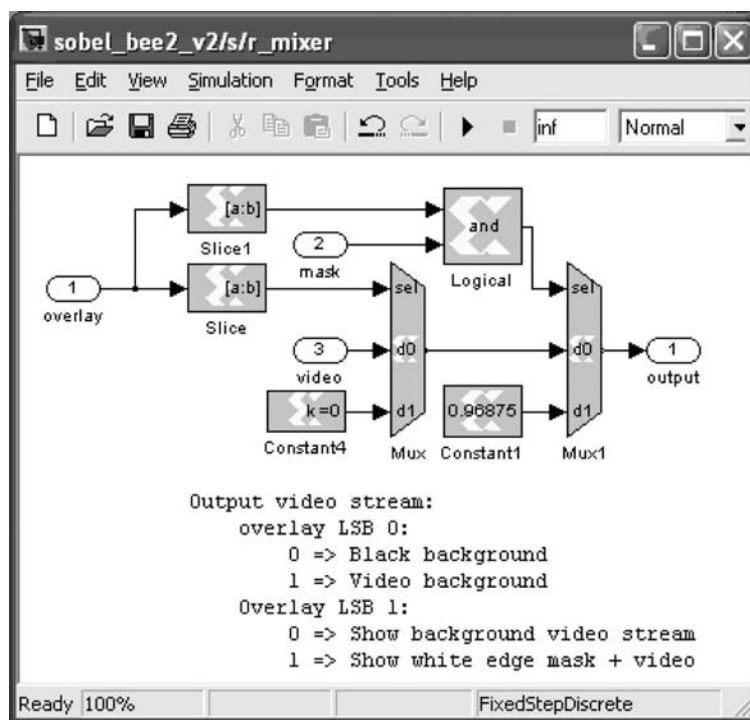 sobel_bee2_v2/s/r_mixer
File Edit View Simulation Format Tools Help
inf Normal
[a:b]
Slice1
2
mask
and
Logical
1
overlay
[a:b]
Slice
sel
sel
3
video
d0
d0
1
output
k=0
Constant4
d1
Mux
0.96875
Constant1
d1
Mux1
Output video stream:
overlay LSB 0:
0 => Black background
1 => Video background
Overlay LSB 1:
0 => Show background video stream
1 => Show white edge mask + video
Ready 100% FixedStepDiscrete